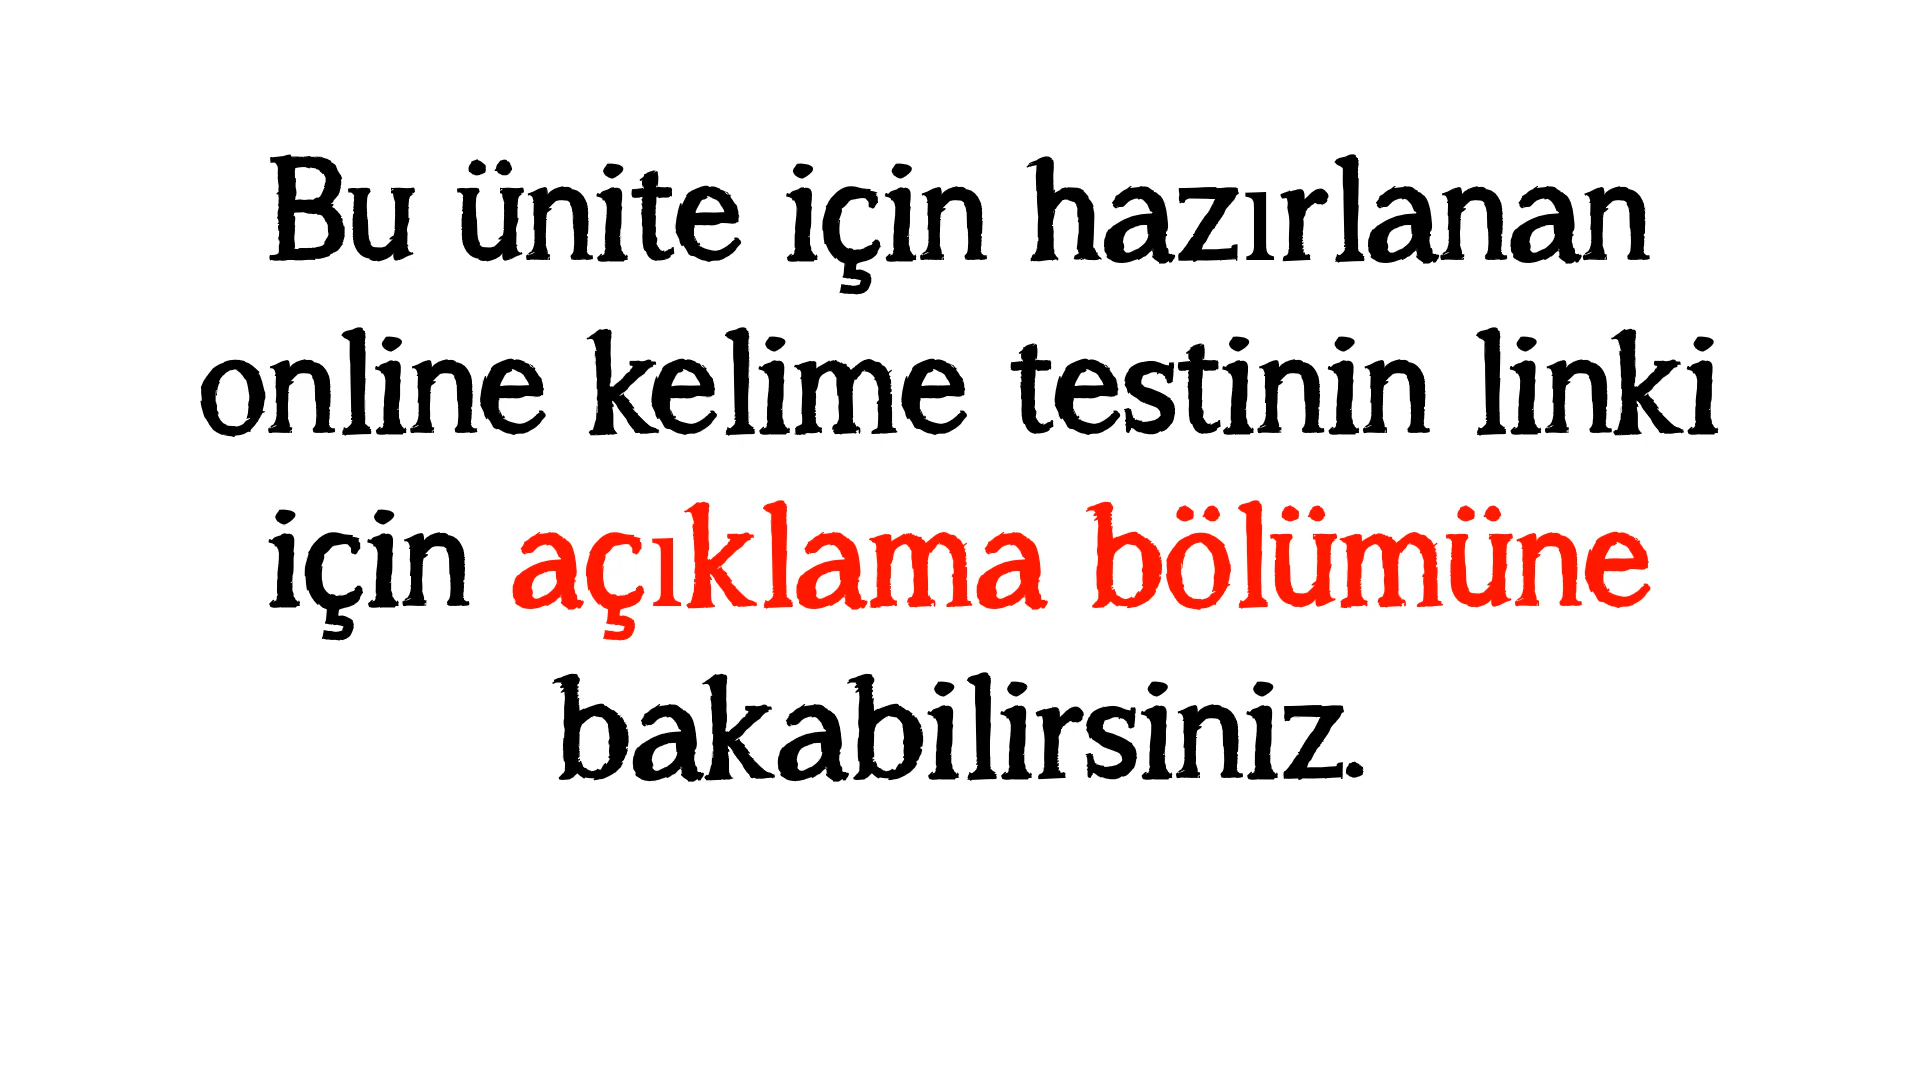 Bu ünite için hazırlanan
online kelime testinin linki
için açıklama bölümüne
bakabilirsiniz.